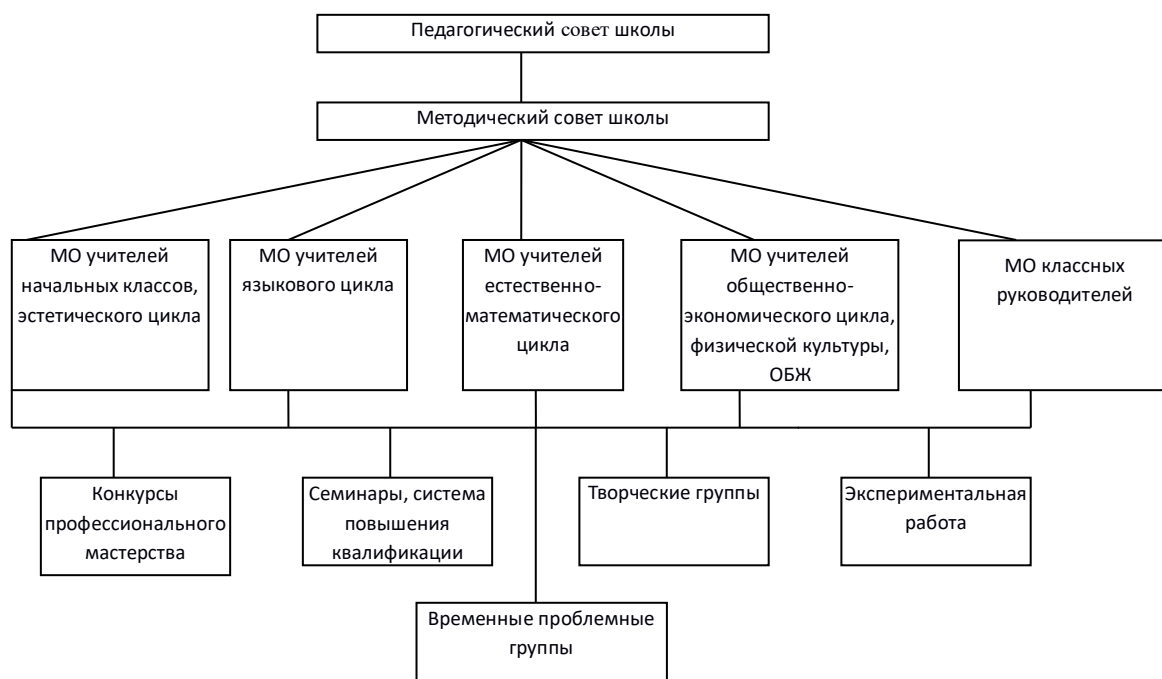 Педагогический совет школы
Методический совет школы
МО учителей
начальных классов,
эстетического цикла
МО учителей
языкового цикла
МО учителей
естественно-
математического
цикла
МО учителей
общественно-
экономического цикла,
физической культуры,
ОБЖ
МО классных
руководителей
Конкурсы
профессионального
мастерства
Семинары, система
повышения
квалификации
Творческие группы
Экспериментальная
работа
Временные проблемные
группы